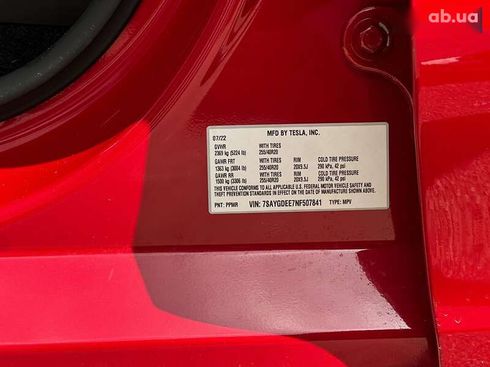 ab.ua
MFD BY TESLA, INC.
07/22
GVWR WITH TIRES
2369 kg (5224 lb) 255/40R20
GAWR FRT WITH TIRES RIM COLD TIRE PRESSURE
1363 kg (3004 lb) 255/40R20 20X9.5J 290 kPa, 42 psi
GAWR RR WITH TIRES RIM COLD TIRE PRESSURE
1500 kg (3306 lb) 255/40R20 20X9.5J 290 kPa, 42 psi
THIS VEHICLE CONFORMS TO ALL APPLICABLE U.S. FEDERAL MOTOR VEHICLE SAFETY AND
THEFT PREVENTION STANDARDS IN EFFECT ON THE DATE OF MANUFACTURE SHOWN ABOVE.
PNT: PPMR VIN: 7SAYGDEE7NF507841 TYPE: MPV